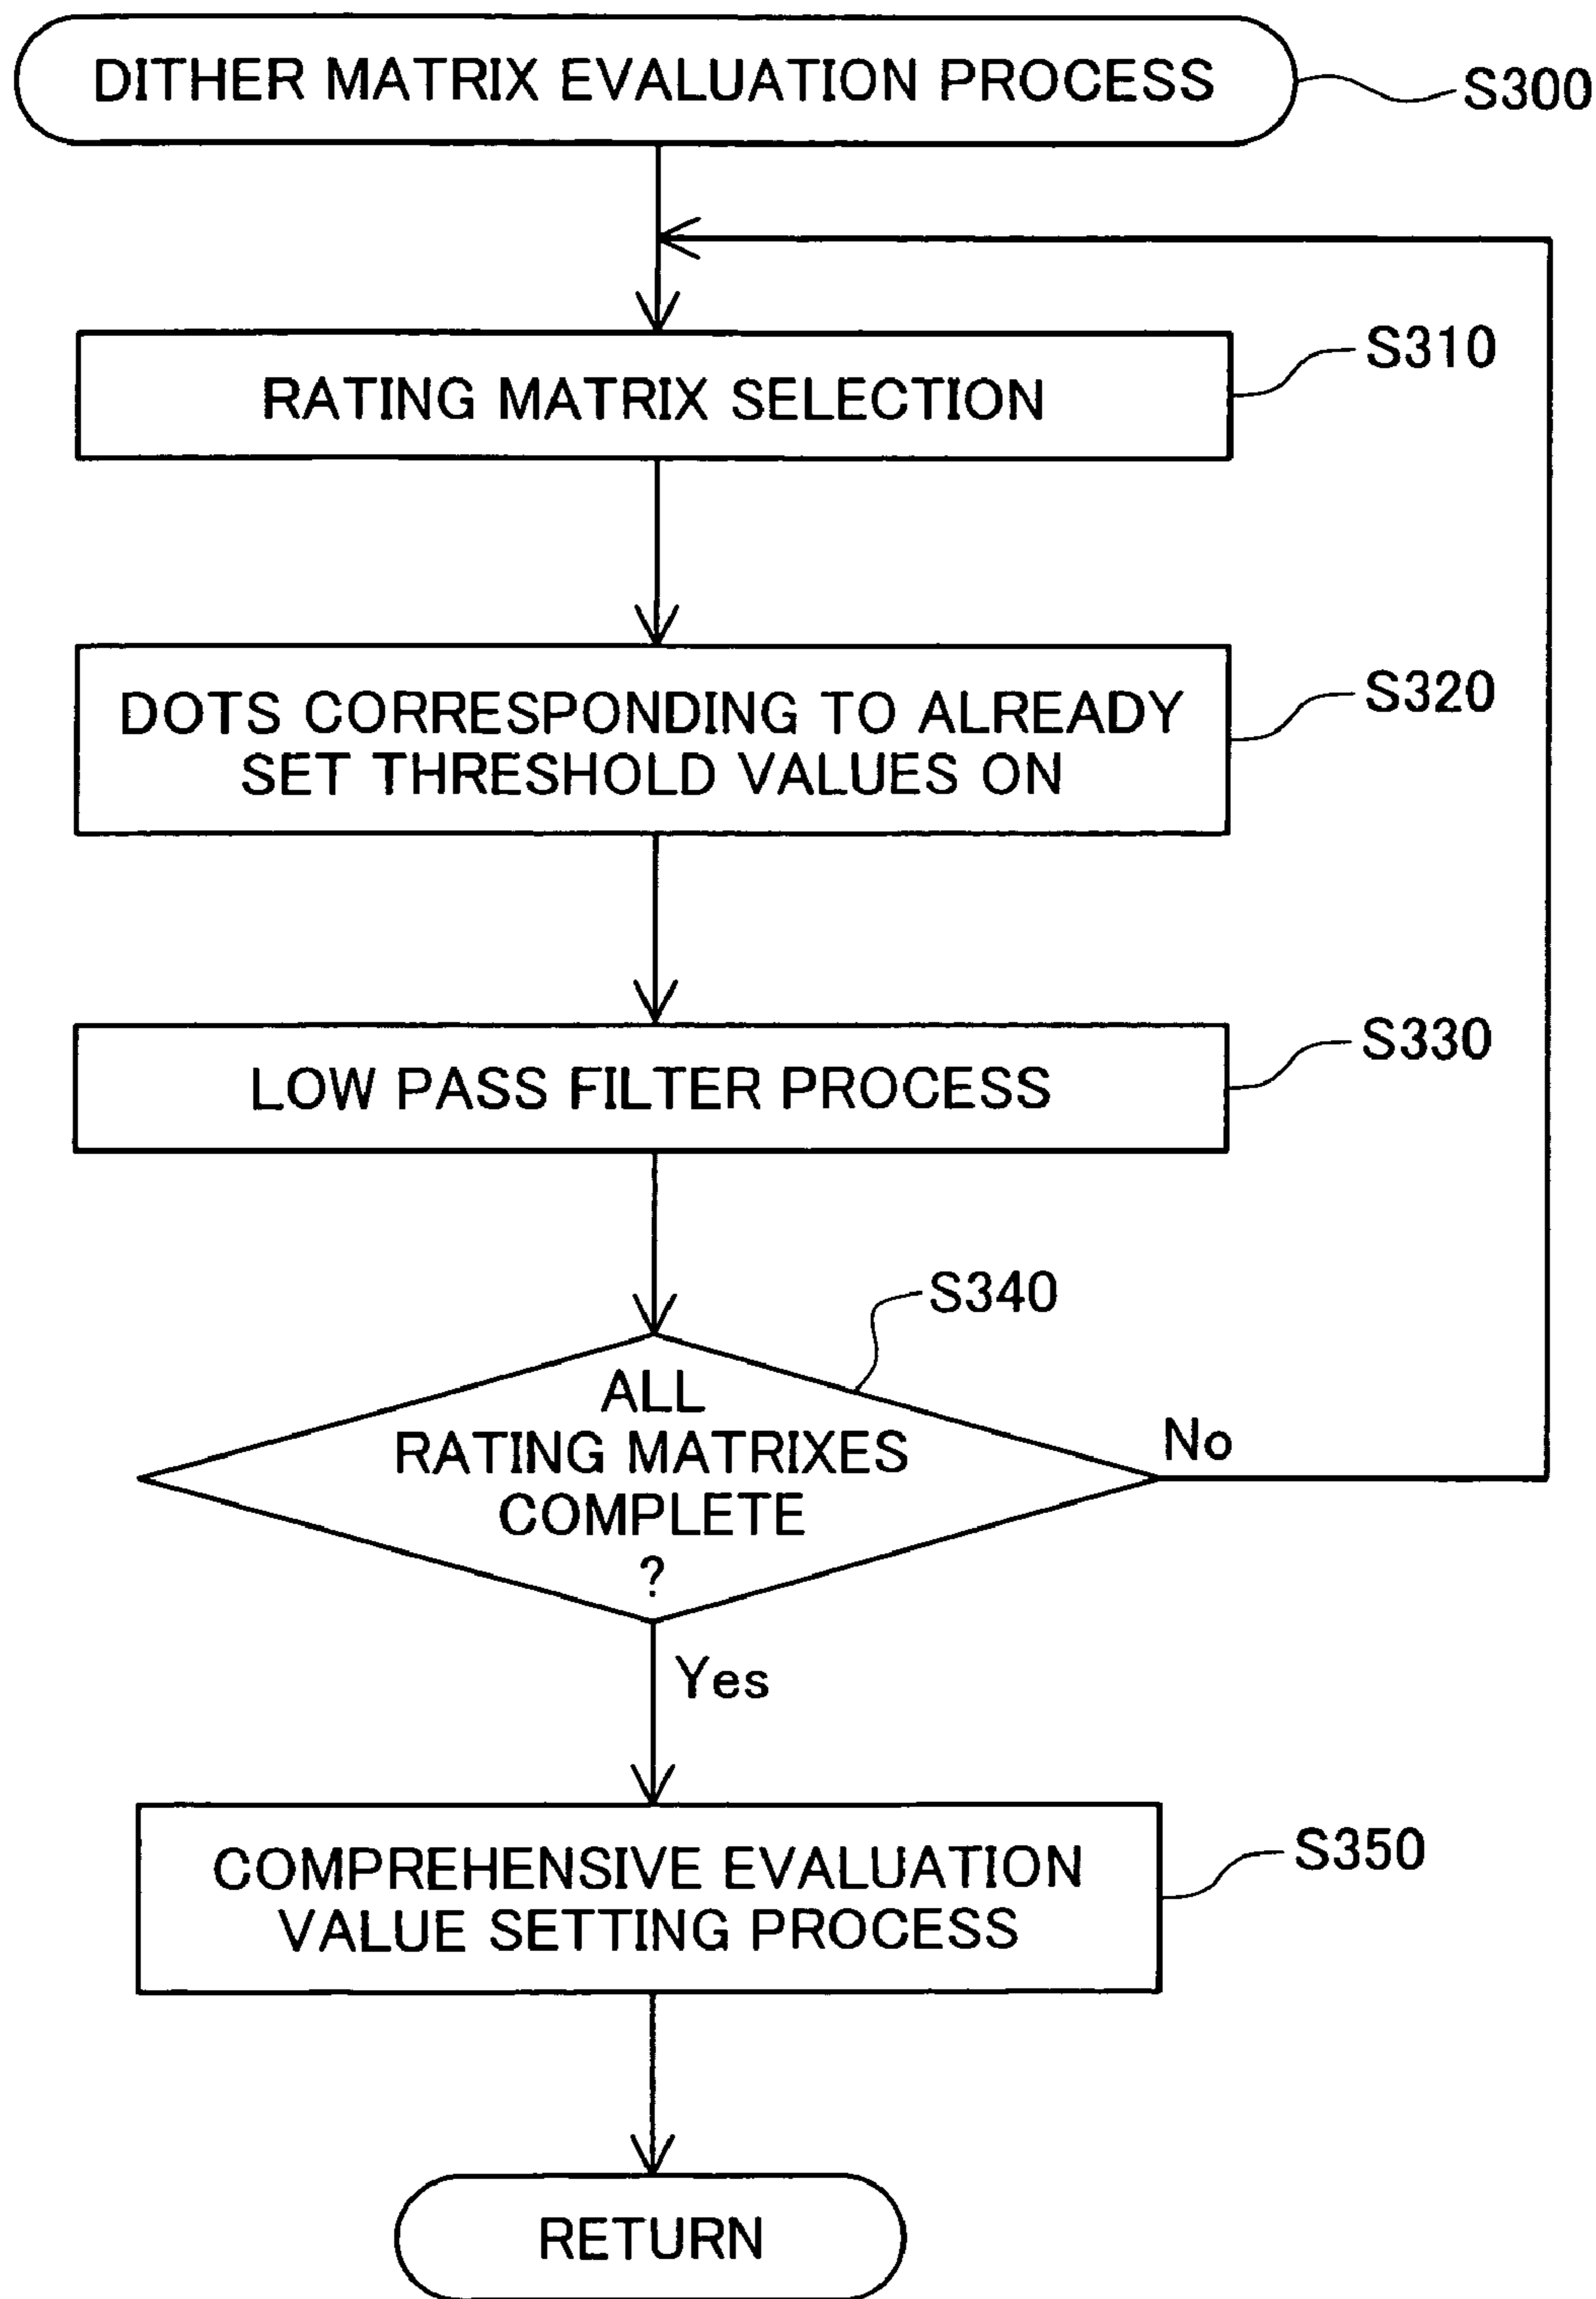 DITHER MATRIX EVALUATION PROCESS
S300
RATING MATRIX SELECTION
S310
DOTS CORRESPONDING TO ALREADY
SET THRESHOLD VALUES ON
S320
LOW PASS FILTER PROCESS
S330
S340
ALL
RATING MATRIXES
COMPLETE
?
No
Yes
COMPREHENSIVE EVALUATION
VALUE SETTING PROCESS
S350
RETURN